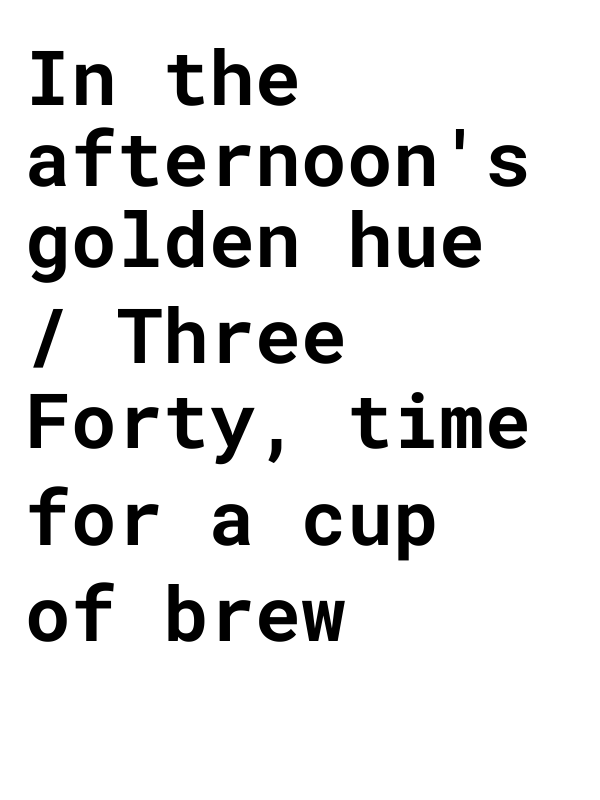 In the
afternoon's
golden hue
/ Three
Forty, time
for a cup
of brew